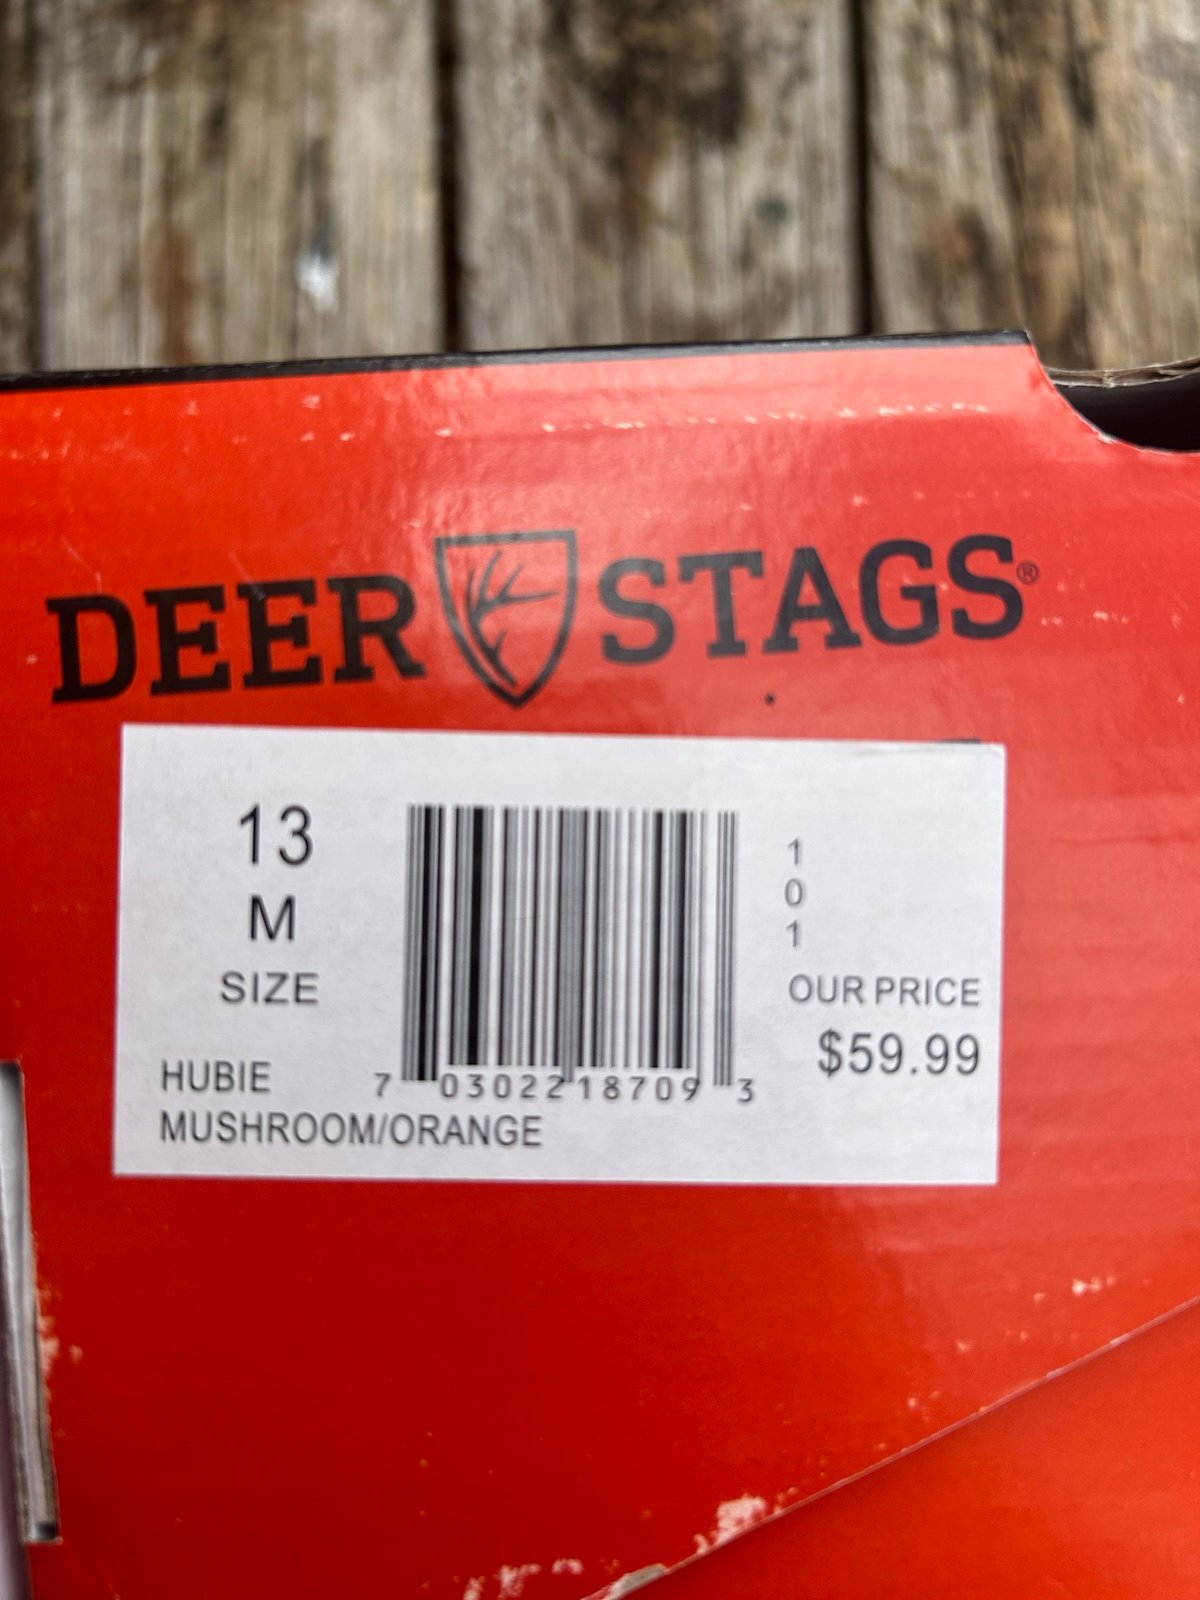 DEER STAGS®
13
M
SIZE
HUBIE
MUSHROOM/ORANGE
7 03022 18709 3
1
0
1
OUR PRICE
$59.99